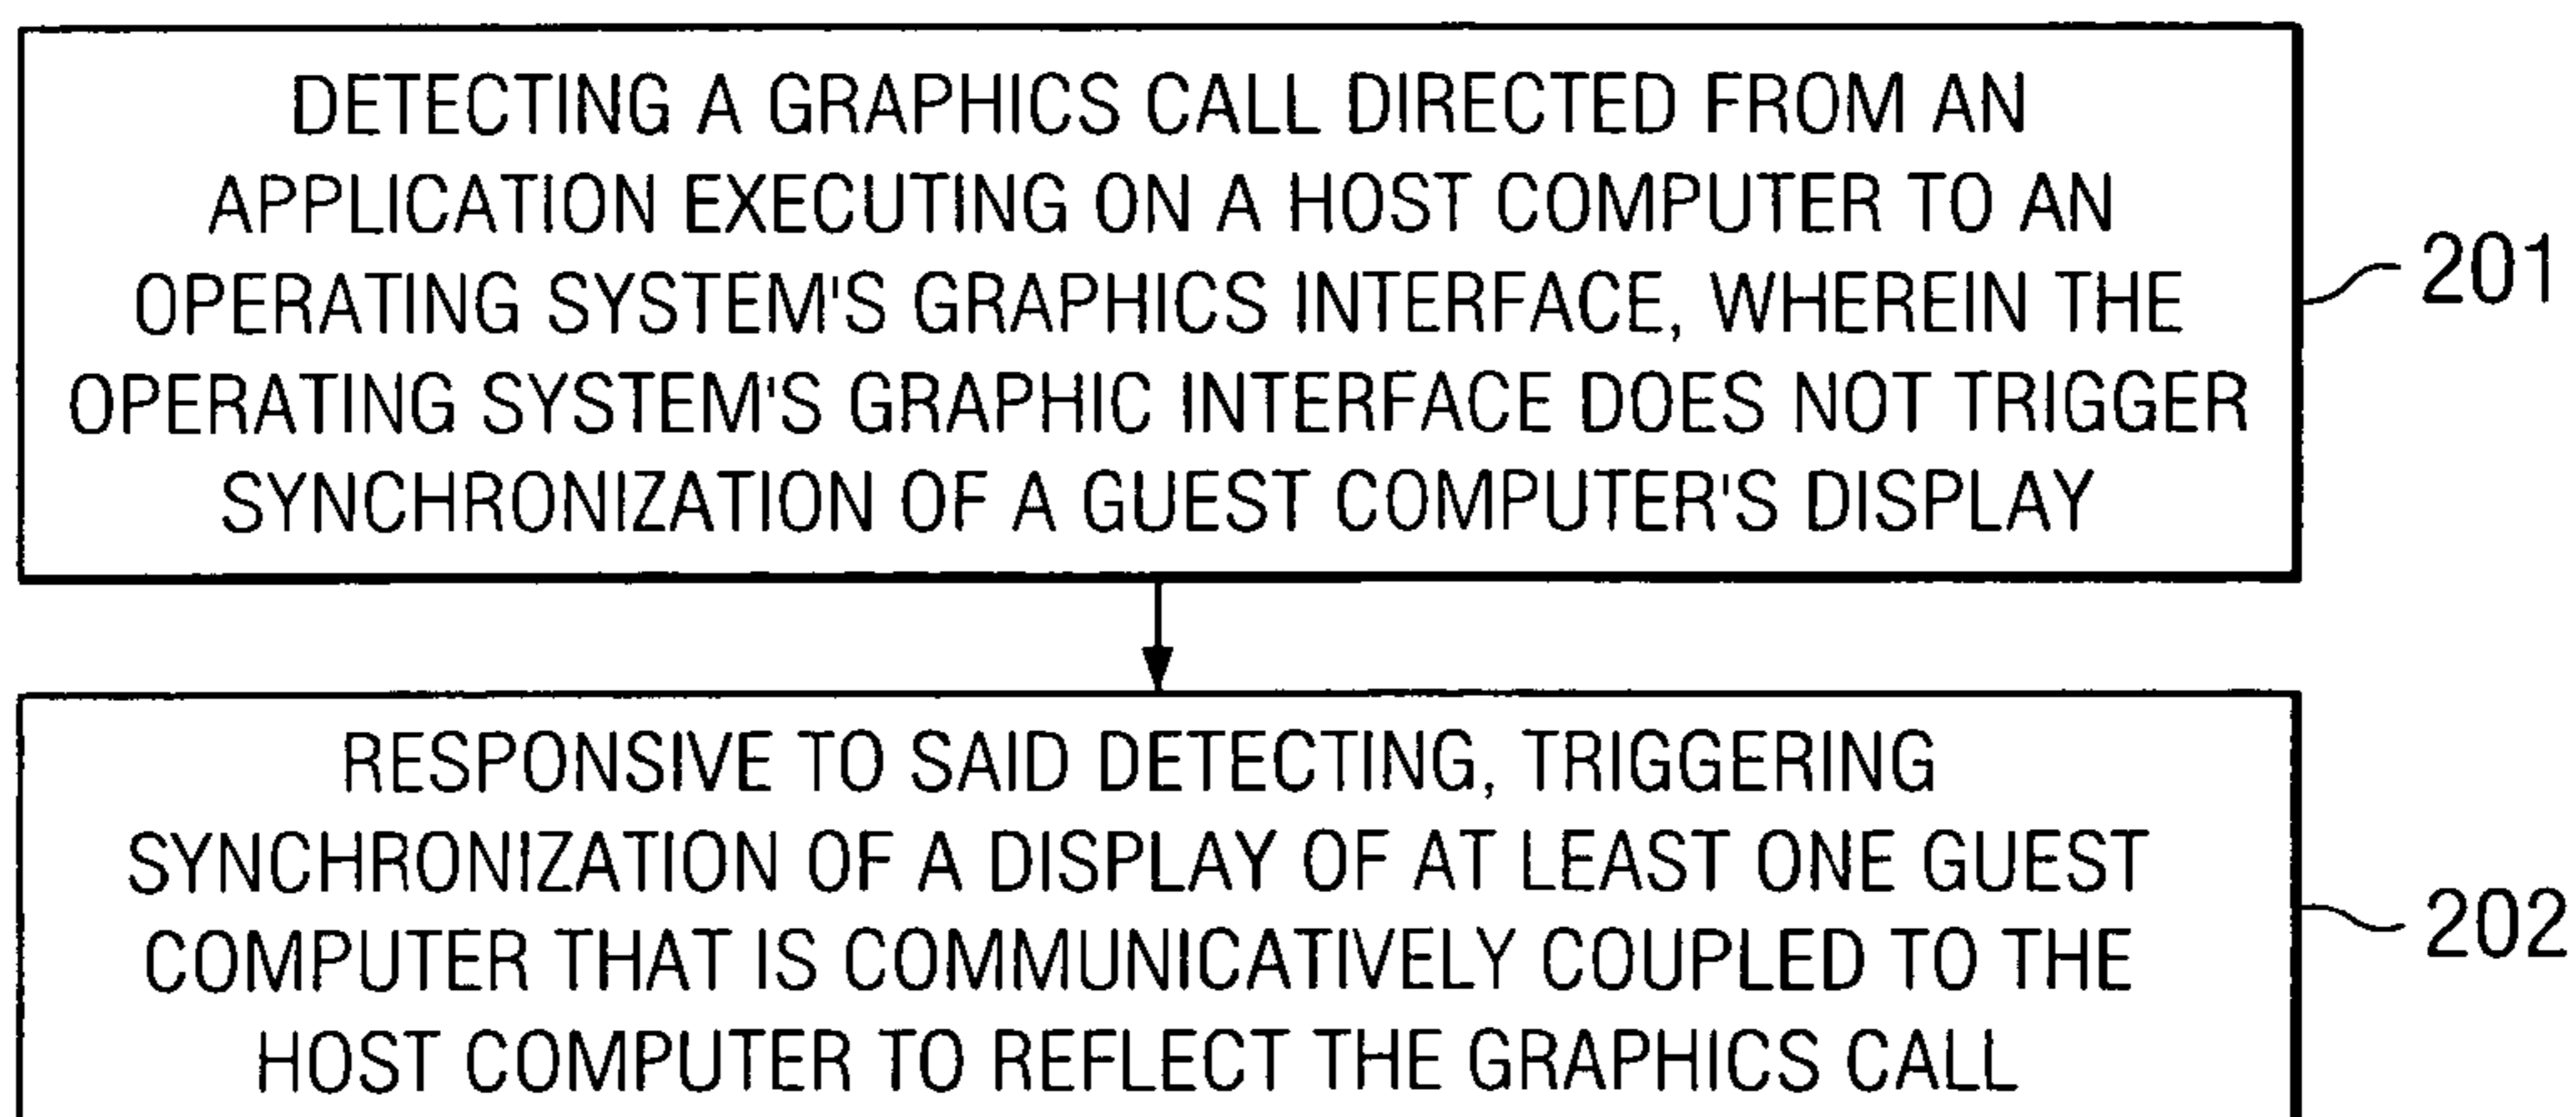 DETECTING A GRAPHICS CALL DIRECTED FROM AN
APPLICATION EXECUTING ON A HOST COMPUTER TO AN
OPERATING SYSTEM'S GRAPHICS INTERFACE, WHEREIN THE
OPERATING SYSTEM'S GRAPHIC INTERFACE DOES NOT TRIGGER
SYNCHRONIZATION OF A GUEST COMPUTER'S DISPLAY
201
RESPONSIVE TO SAID DETECTING, TRIGGERING
SYNCHRONIZATION OF A DISPLAY OF AT LEAST ONE GUEST
COMPUTER THAT IS COMMUNICATIVELY COUPLED TO THE
HOST COMPUTER TO REFLECT THE GRAPHICS CALL
202